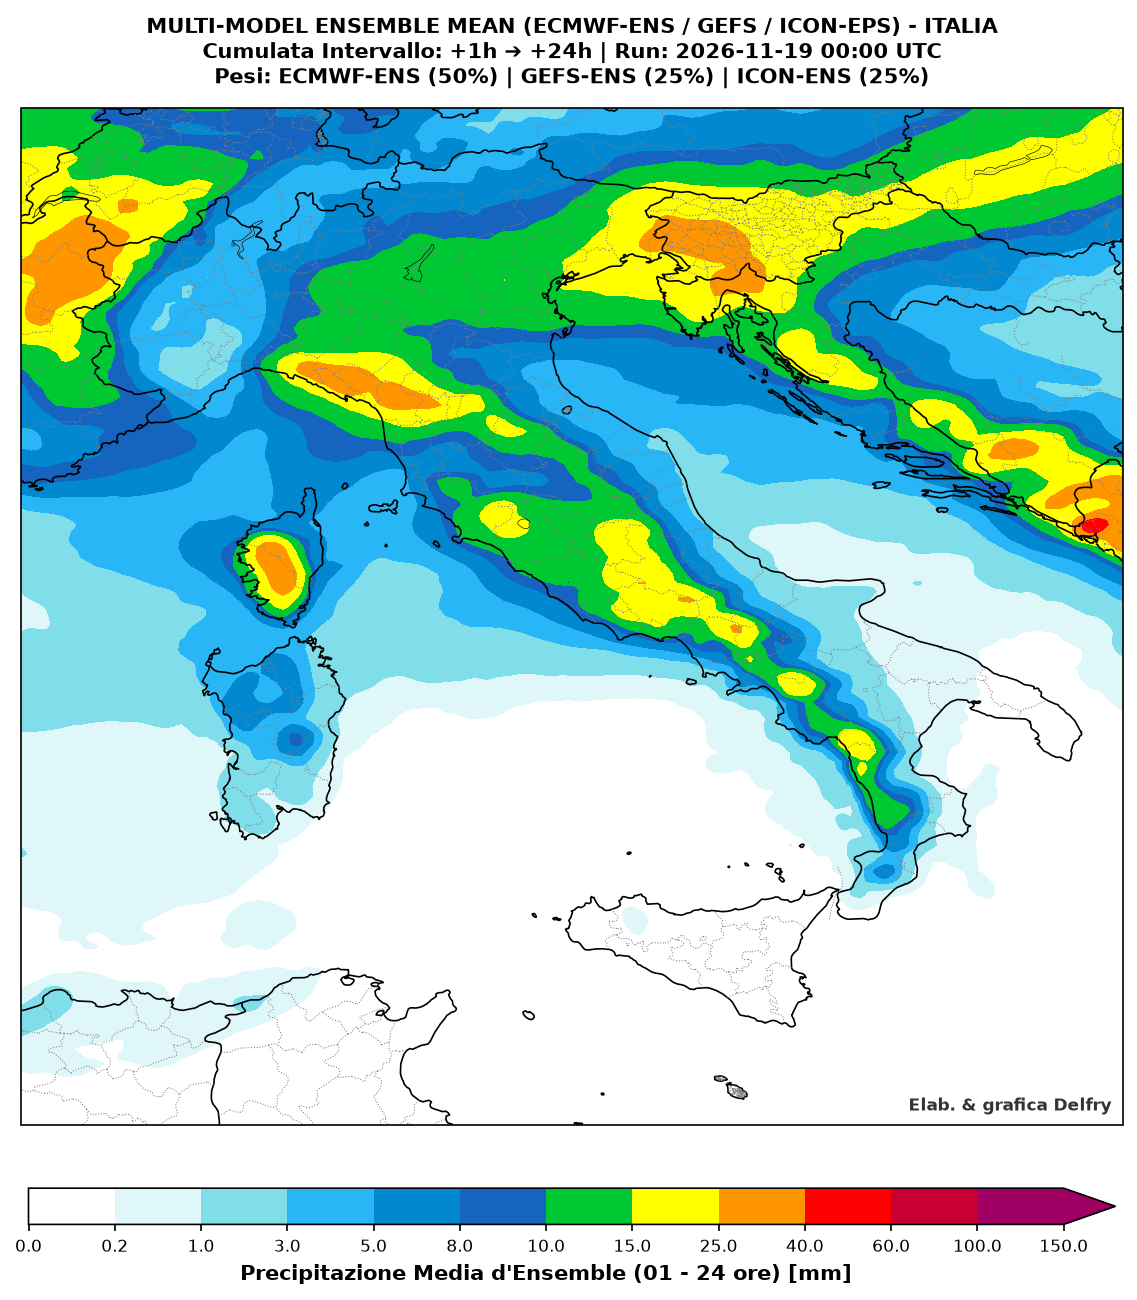 MULTI-MODEL ENSEMBLE MEAN (ECMWF-ENS / GEFS / ICON-EPS) - ITALIA
Cumulata Intervallo: +1h → +24h | Run: 2026-11-19 00:00 UTC
Pesi: ECMWF-ENS (50%) | GEFS-ENS (25%) | ICON-ENS (25%)
Elab. & grafica Delfry
0.0 0.2 1.0 3.0 5.0 8.0 10.0 15.0 25.0 40.0 60.0 100.0 150.0
Precipitazione Media d'Ensemble (01 - 24 ore) [mm]